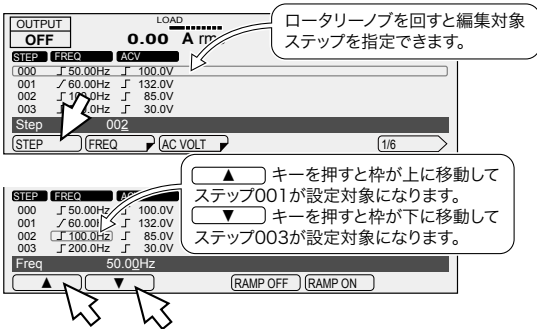 OUTPUT
OFF
LOAD
0.00 A
STEP FREQ ACV
000 50.00Hz 100.0V
001 60.00Hz 132.0V
002 85.0V
003 30.0V
Step 002
STEP FREQ AC VOLT 1/6
ロータリーノブを回すと編集対象
ステップを指定できます。
▲ キーを押すと枠が上に移動して
ステップ001が設定対象になります。
▼ キーを押すと枠が下に移動して
ステップ003が設定対象になります。
STEP FREQ
000 50.00Hz 100.0V
001 132.0V
002 100.0Hz 85.0V
003 200.0Hz 30.0V
Freq 50.00Hz
▲ ▼ RAMP OFF RAMP ON